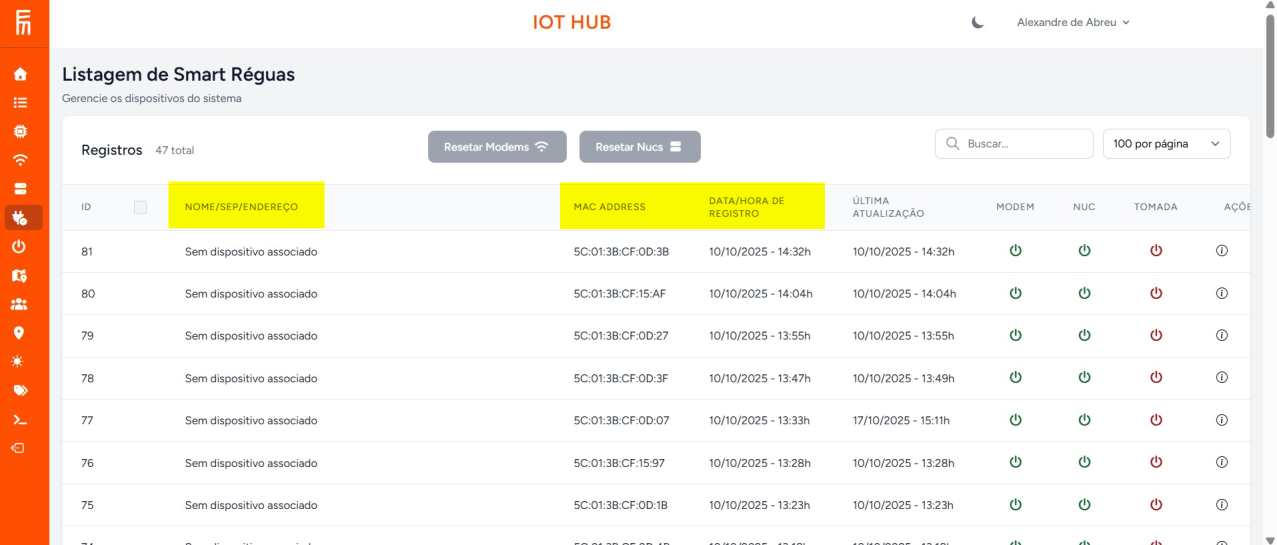 IOT HUB
Alexandre de Abreu
Listagem de Smart Réguas
Gerencie os dispositivos do sistema
Registros 47 total
Resetar Modems
Resetar Nucs
Buscar...
100 por página
ID NOME/SEP/ENDEREÇO MAC ADDRESS DATA/HORA DE REGISTRO ÚLTIMA ATUALIZAÇÃO MODEM NUC TOMADA AÇÕE
81 Sem dispositivo associado 5C:01:3B:CF:0D:3B 10/10/2025 - 14:32h 10/10/2025 - 14:32h
80 Sem dispositivo associado 5C:01:3B:CF:15:AF 10/10/2025 - 14:04h 10/10/2025 - 14:04h
79 Sem dispositivo associado 5C:01:3B:CF:0D:27 10/10/2025 - 13:55h 10/10/2025 - 13:55h
78 Sem dispositivo associado 5C:01:3B:CF:0D:3F 10/10/2025 - 13:47h 10/10/2025 - 13:49h
77 Sem dispositivo associado 5C:01:3B:CF:0D:07 10/10/2025 - 13:33h 17/10/2025 - 15:11h
76 Sem dispositivo associado 5C:01:3B:CF:15:97 10/10/2025 - 13:28h 10/10/2025 - 13:28h
75 Sem dispositivo associado 5C:01:3B:CF:0D:1B 10/10/2025 - 13:23h 10/10/2025 - 13:23h